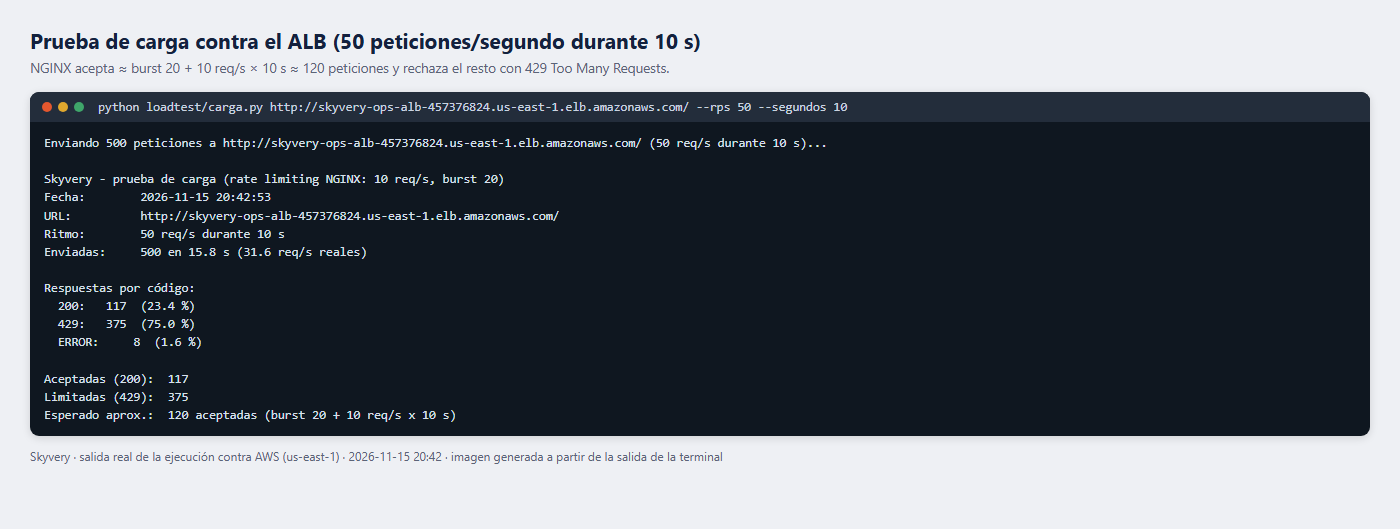 Prueba de carga contra el ALB (50 peticiones/segundo durante 10 s)
NGINX acepta ≈ burst 20 + 10 req/s × 10 s ≈ 120 peticiones y rechaza el resto con 429 Too Many Requests.
python loadtest/carga.py http://skyvery-ops-alb-457376824.us-east-1.elb.amazonaws.com/ --rps 50 --segundos 10
Enviando 500 peticiones a http://skyvery-ops-alb-457376824.us-east-1.elb.amazonaws.com/ (50 req/s durante 10 s)...
Skyvery - prueba de carga (rate limiting NGINX: 10 req/s, burst 20)
Fecha: 2026-11-15 20:42:53
URL: http://skyvery-ops-alb-457376824.us-east-1.elb.amazonaws.com/
Ritmo: 50 req/s durante 10 s
Enviadas: 500 en 15.8 s (31.6 req/s reales)
Respuestas por código:
200: 117 (23.4 %)
429: 375 (75.0 %)
ERROR: 8 (1.6 %)
Aceptadas (200): 117
Limitadas (429): 375
Esperado aprox.: 120 aceptadas (burst 20 + 10 req/s x 10 s)
Skyvery · salida real de la ejecución contra AWS (us-east-1) · 2026-11-15 20:42 · imagen generada a partir de la salida de la terminal